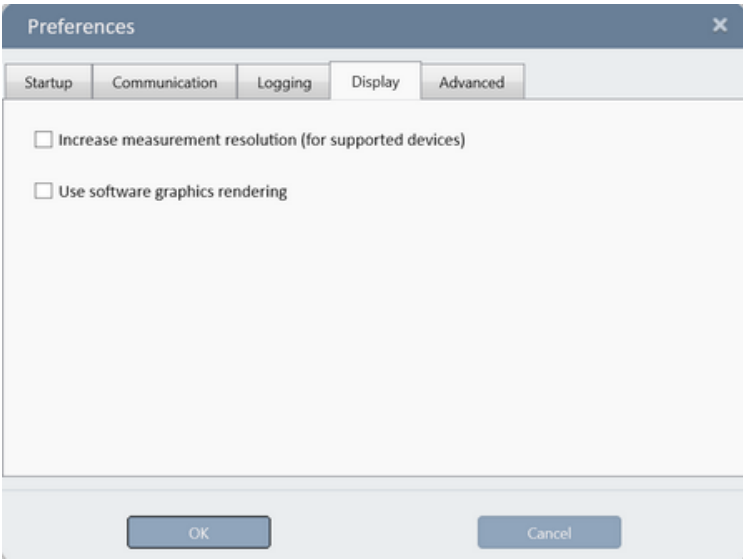 Preferences
Startup Communication Logging Display Advanced
Increase measurement resolution (for supported devices)
Use software graphics rendering
OK Cancel